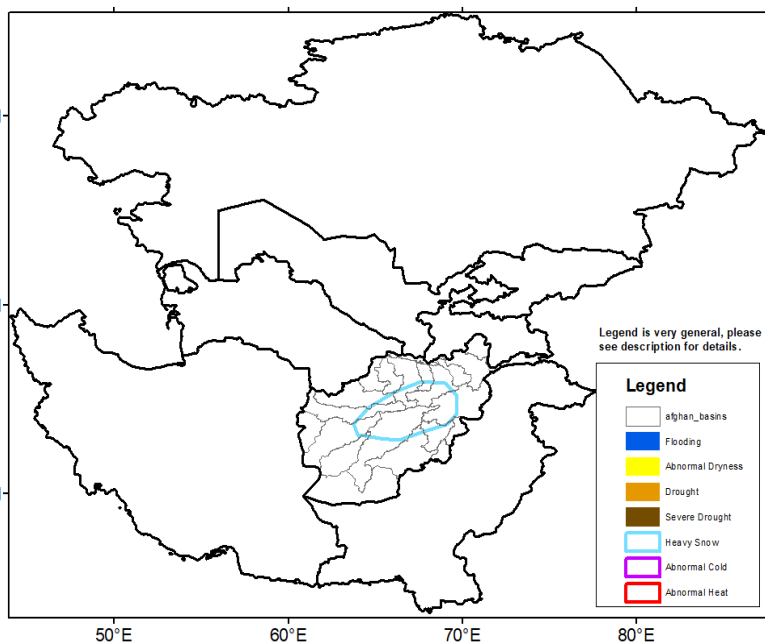 Legend is very general, please
see description for details.
Legend
afghan_basins
Flooding
Abnormal Dryness
Drought
Severe Drought
Heavy Snow
Abnormal Cold
Abnormal Heat
50°E
60°E
70°E
80°E